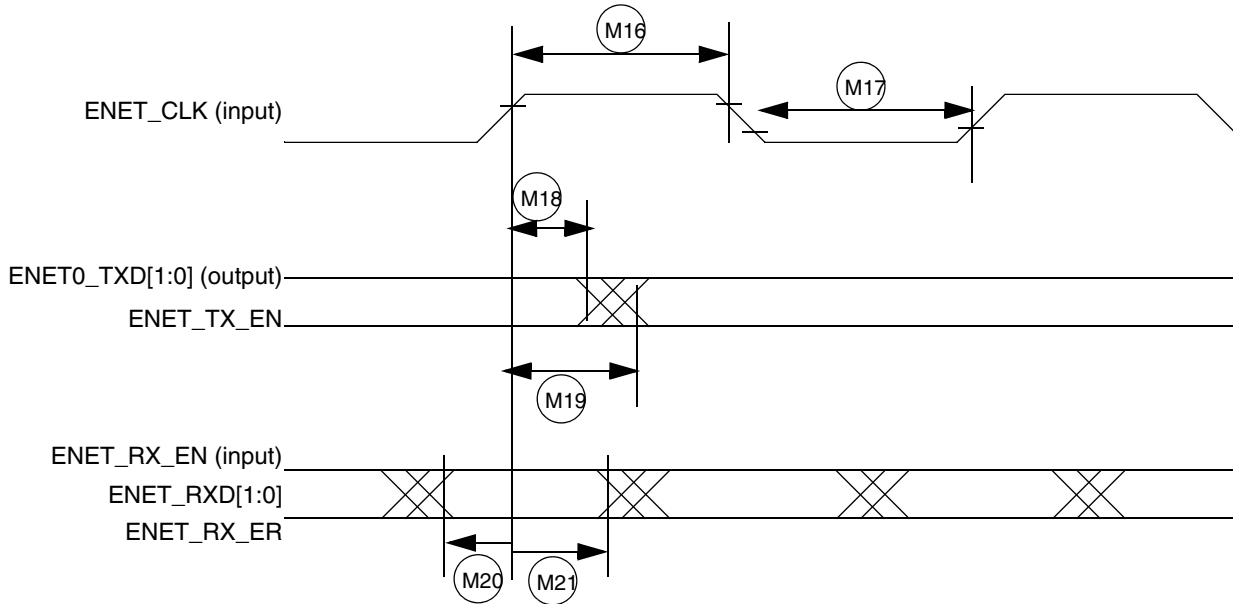 M16
M17
ENET_CLK (input)
M18
ENET0_TXD[1:0] (output)
ENET_TX_EN
M19
ENET_RX_EN (input)
ENET_RXD[1:0]
ENET_RX_ER
M20
M21